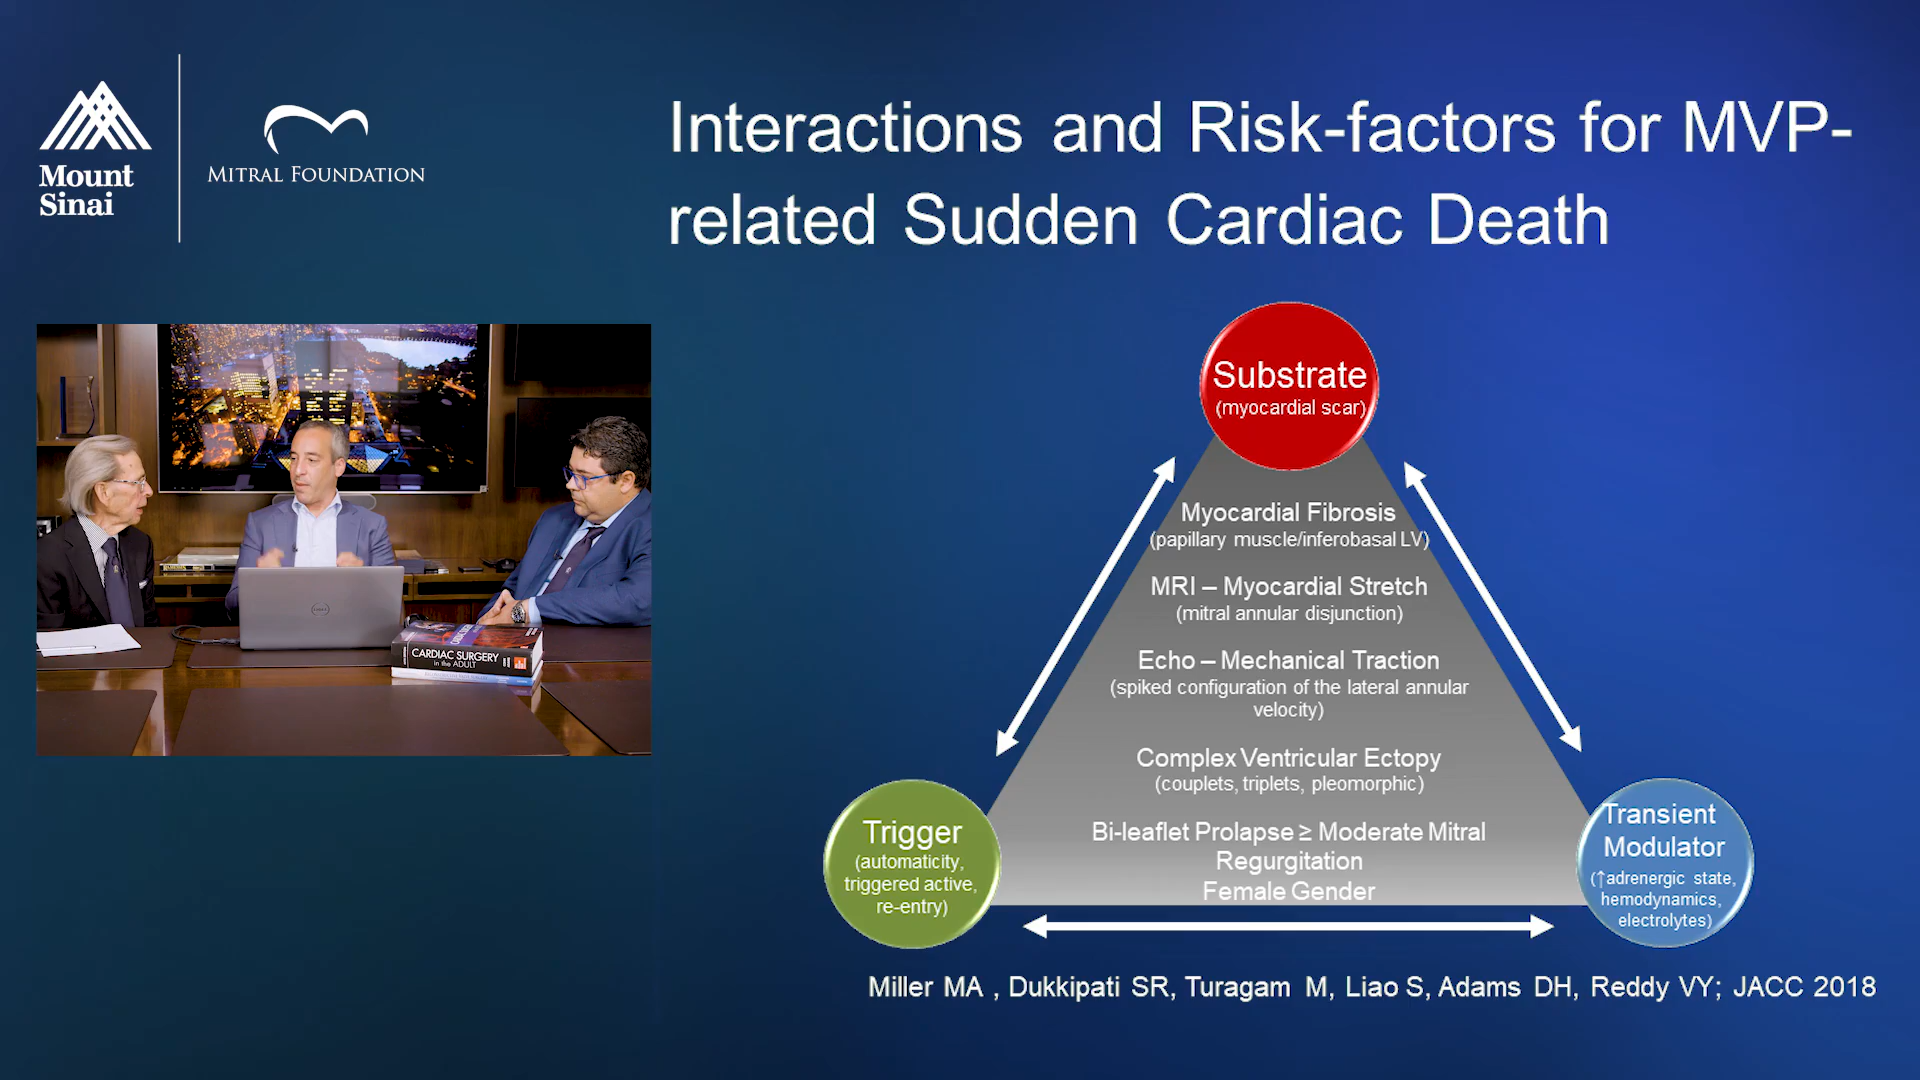 Mount
Sinai
MITRAL FOUNDATION
Interactions and Risk-factors for MVP-
related Sudden Cardiac Death
Substrate
(myocardial scar)
Myocardial Fibrosis
(papillary muscle/inferobasal LV)
MRI – Myocardial Stretch
(mitral annular disjunction)
Echo – Mechanical Traction
(spiked configuration of the lateral annular
velocity)
Complex Ventricular Ectopy
(couplets, triplets, pleomorphic)
Bi-leaflet Prolapse ≥ Moderate Mitral
Regurgitation
Female Gender
Trigger
(automaticity,
triggered active,
re-entry)
Transient
Modulator
(↑adrenergic state,
hemodynamics,
electrolytes)
Miller MA , Dukkipati SR, Turagam M, Liao S, Adams DH, Reddy VY; JACC 2018
DELL
CARDIAC SURGERY
in the ADULT